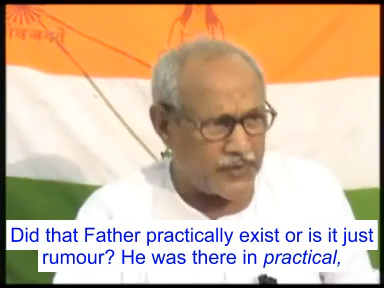 Did that Father practically exist or is it just
rumour? He was there in practical,